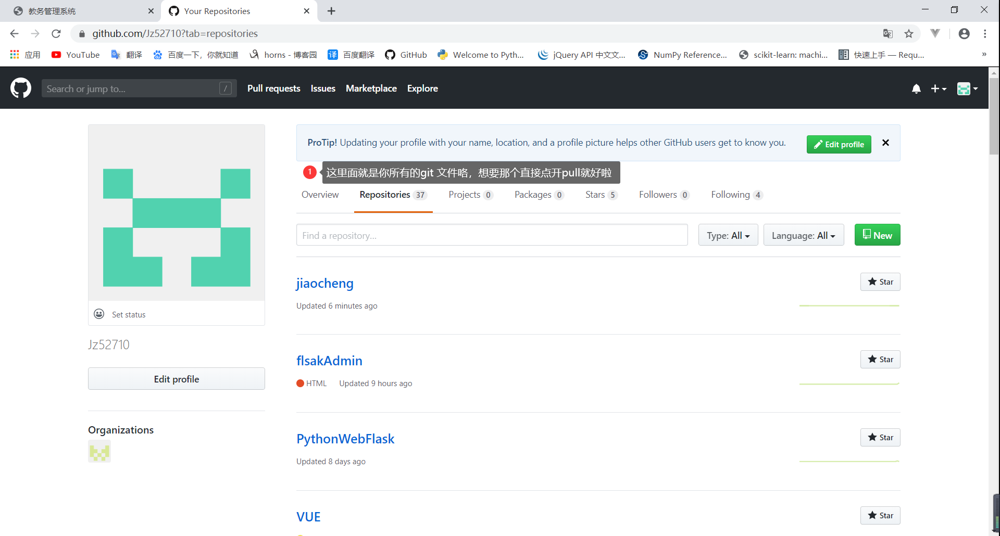 教务管理系统
Your Repositories
github.com/Jz52710?tab=repositories
应用
YouTube
翻译
百度一下，你就知道
horns - 博客园
译 百度翻译
GitHub
Welcome to Pyth...
jQuery API 中文文...
NumPy Reference...
scikit-learn: machi...
快速上手 — Requ...
»
Search or jump to... /
Pull requests
Issues
Marketplace
Explore
ProTip! Updating your profile with your name, location, and a profile picture helps other GitHub users get to know you.
Edit profile
1 这里面就是你所有的git 文件咯，想要那个直接点开pull就好啦
Overview
Repositories 37
Projects 0
Packages 0
Stars 5
Followers 0
Following 4
Find a repository...
Type: All
Language: All
New
jiaocheng
Star
Updated 6 minutes ago
Set status
Jz52710
Edit profile
flsakAdmin
Star
HTML
Updated 9 hours ago
Organizations
PythonWebFlask
Star
Updated 8 days ago
VUE
Star